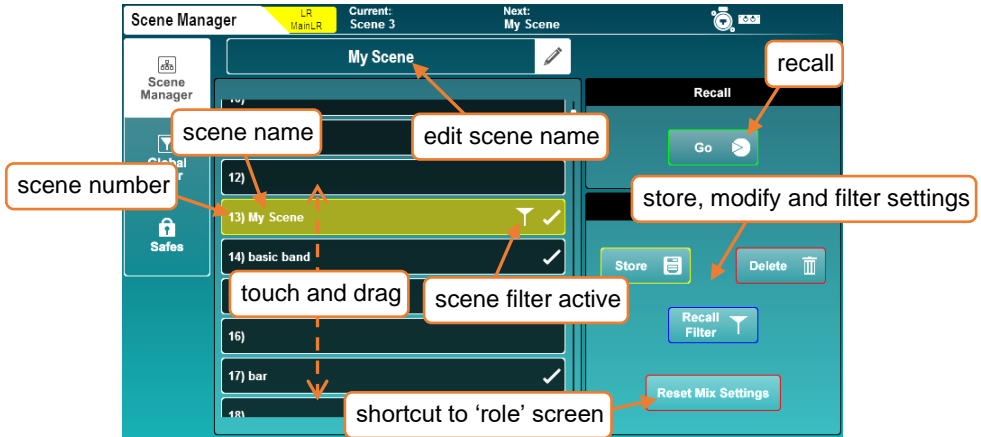 Scene Manager
LR
MainLR
Current:
Scene 3
Next:
My Scene
Scene
Manager
My Scene
recall
Recall
scene name
edit scene name
Go
scene number
12)
store, modify and filter settings
13) My Scene
Safes
14) basic band
Store
Delete
touch and drag
scene filter active
Recall
Filter
16)
17) bar
Reset Mix Settings
18)
shortcut to ‘role’ screen